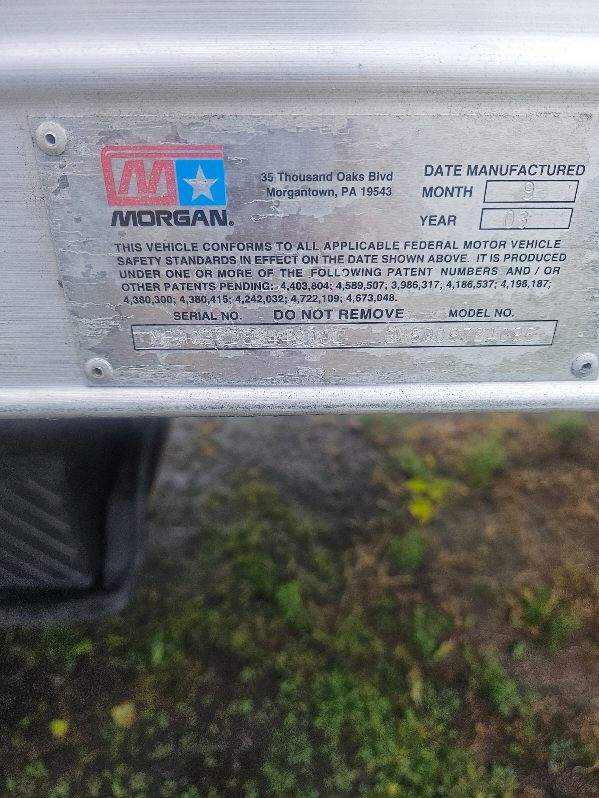 35 Thousand Oaks Blvd
Morgantown, PA 19543
MORGAN.
DATE MANUFACTURED
MONTH 9
YEAR 03
THIS VEHICLE CONFORMS TO ALL APPLICABLE FEDERAL MOTOR VEHICLE
SAFETY STANDARDS IN EFFECT ON THE DATE SHOWN ABOVE. IT IS PRODUCED
UNDER ONE OR MORE OF THE FOLLOWING PATENT NUMBERS AND / OR
OTHER PATENTS PENDING: 4,403,804; 4,589,507; 3,986,317; 4,186,537; 4,198,187;
4,380,300; 4,380,415; 4,242,032; 4,722,109; 4,673,048.
SERIAL NO. DO NOT REMOVE MODEL NO.